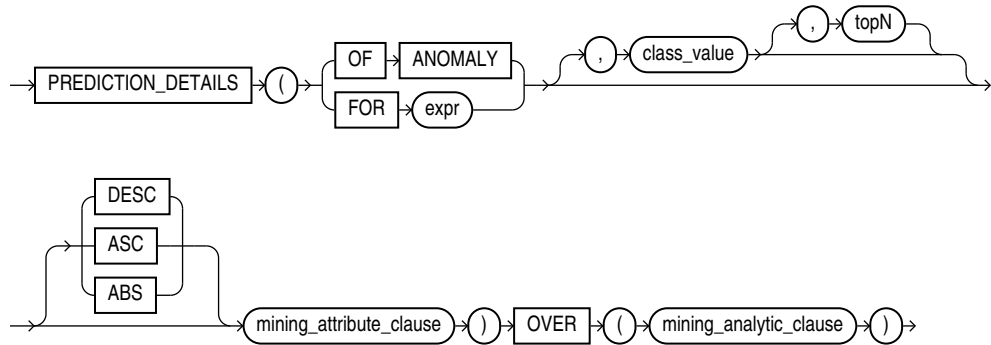 , topN
OF ANOMALY , class_value
PREDICTION_DETAILS (
FOR expr
DESC
ASC
ABS
mining_attribute_clause ) OVER ( mining_analytic_clause )